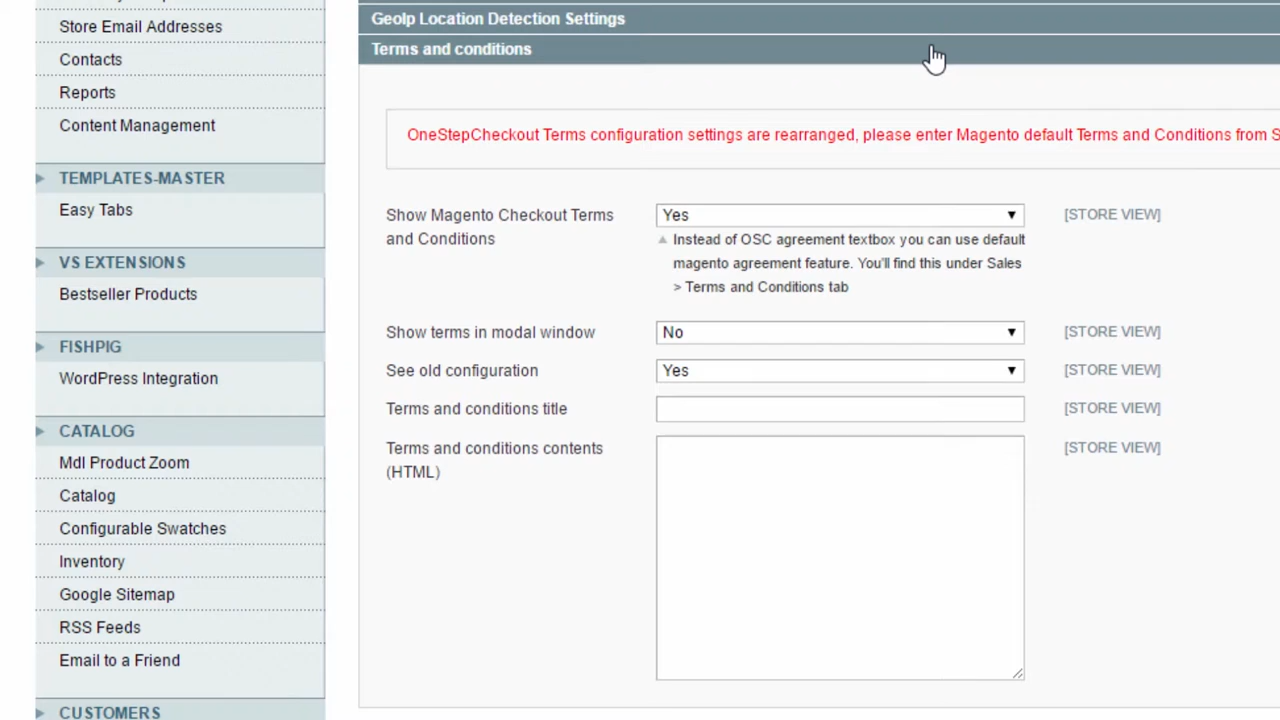 Store Email Addresses
Contacts
Reports
Content Management
TEMPLATES-MASTER
Easy Tabs
VS EXTENSIONS
Bestseller Products
FISHPIG
WordPress Integration
CATALOG
Mdl Product Zoom
Catalog
Configurable Swatches
Inventory
Google Sitemap
RSS Feeds
Email to a Friend
CUSTOMERS
GeoIp Location Detection Settings
Terms and conditions
OneStepCheckout Terms configuration settings are rearranged, please enter Magento default Terms and Conditions from S
Show Magento Checkout Terms
and Conditions
Yes
[STORE VIEW]
Instead of OSC agreement textbox you can use default
magento agreement feature. You'll find this under Sales
> Terms and Conditions tab
Show terms in modal window
No
[STORE VIEW]
See old configuration
Yes
[STORE VIEW]
Terms and conditions title
[STORE VIEW]
Terms and conditions contents
(HTML)
[STORE VIEW]